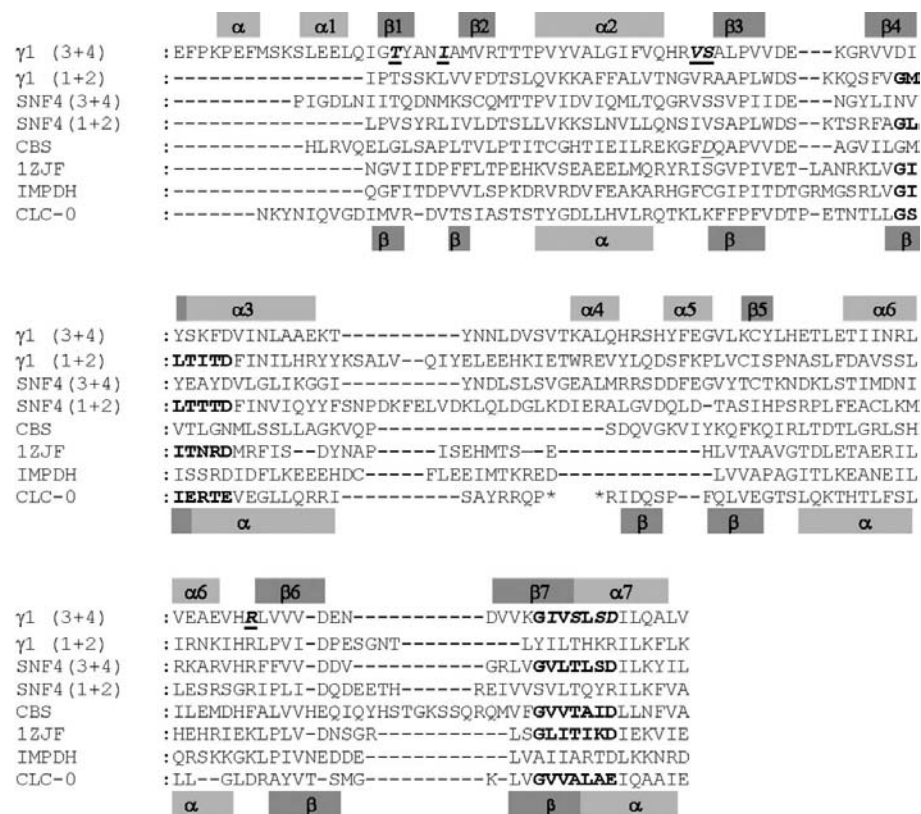 α α1 β1 β2 α2 β3 β4
γ1 (3+4) :EFPKPEFMSKSLEELQIGTYANIAMVRTTTPVYVALGIFVQHRVSALPVVDE---KGRVVDI
γ1 (1+2) :-------------IPTSSKLVVFDTSLQVKKAFFALVTNGVRAAPLWDS---KKQSFVGM
SNF4(3+4) :--------PIGDLNIITQDNMKSCQMTTPVIDVIQMLTQGRVSSVPIIDE---NGYLINV
SNF4(1+2) :-------------LPVSYRLIVLDTSLLVKKSLNVLLQNSIVSAPLWDS---KTSRFAGL
CBS :---------HLRVQELGLSAPLTVLPTITCGHTIEILREKGFDQAPVVDE---AGVILGM
1ZJF :-------------NGVIIDPFFLTPEHKVSEAEELMQRYRISGVPIVET-LANRKLVGI
IMPDH :-------------QGFITDPVVLSPKDRVRDVFEAKARHGFCGIPITDTGRMGSRLVGI
CLC-0 :------NKYNIQVGDIMVR-DVTSIASTSTYGDLLHVLRQTKLKFFPFVDTP-ETNTLLGS
β β α β β
α3 α4 α5 β5 α6
γ1 (3+4) :YSKFDVINLAAEKT----------YNNLDVSVTKALQHRSHYFEGVLKCYLHETLETIINRL
γ1 (1+2) :LTITDFINILHRYYKSALV--QIYELEEHKIETWREVYLQDSFKPLVCISPNASLFDAVSSL
SNF4(3+4) :YEAYDVLGLIKGGI----------YNDLSLSVGEALMRRSDDFEGVYTCTKNDKLSTIMDNI
SNF4(1+2) :LTTTDFINVIQYYFSNPDKFELVDKLQLDGLKDIERALGVDQLD-TASIHPSRPLFEACLKM
CBS :VTLGNMLSSLLAGKVQP-------------------SDQVGKVIYKQFKQIRLTDTLGRLSH
1ZJF :ITNRDMRFIS--DYNAP----ISEHMTS-E-------------HLVTAAVGTDLETAERIL
IMPDH :ISSRDIDFLKEEEHDC----FLEEIMTKRED------------LVVAPAGITLKEANEIL
CLC-0 :IERTEVEGLLQRRI----------SAYRRQP* *RIDQSP--FQLVEGTSLQKTHTLFSL
α β β α
α6 β6 β7 α7
γ1 (3+4) :VEAEVHRLVVV-DEN-----------DVVKGIVSLSDILQALV
γ1 (1+2) :IRNKIHRLPVI-DPESGNT-------LYILTHKRILKFLK
SNF4(3+4) :RKARVHRFFVV-DDV-----------GRLVGVLTLSDILKYIL
SNF4(1+2) :LESRSGRIPLI-DQDEETH-------REIVVSVLTQYRILKFVA
CBS :ILEMDHFALVVHEQIQYHSTGKSSQRQMVFGVVTAIDLLNFVA
1ZJF :HEHRIEKLPLV-DNSGR---------LSGLITIKDIEKVIE
IMPDH :QRSKKGKLPIVNEDDE----------LVAIIARTDLKKNRD
CLC-0 :LL--GLDRAYVT-SMG----------K-LVGVVALAEIQAAIE
α β β α